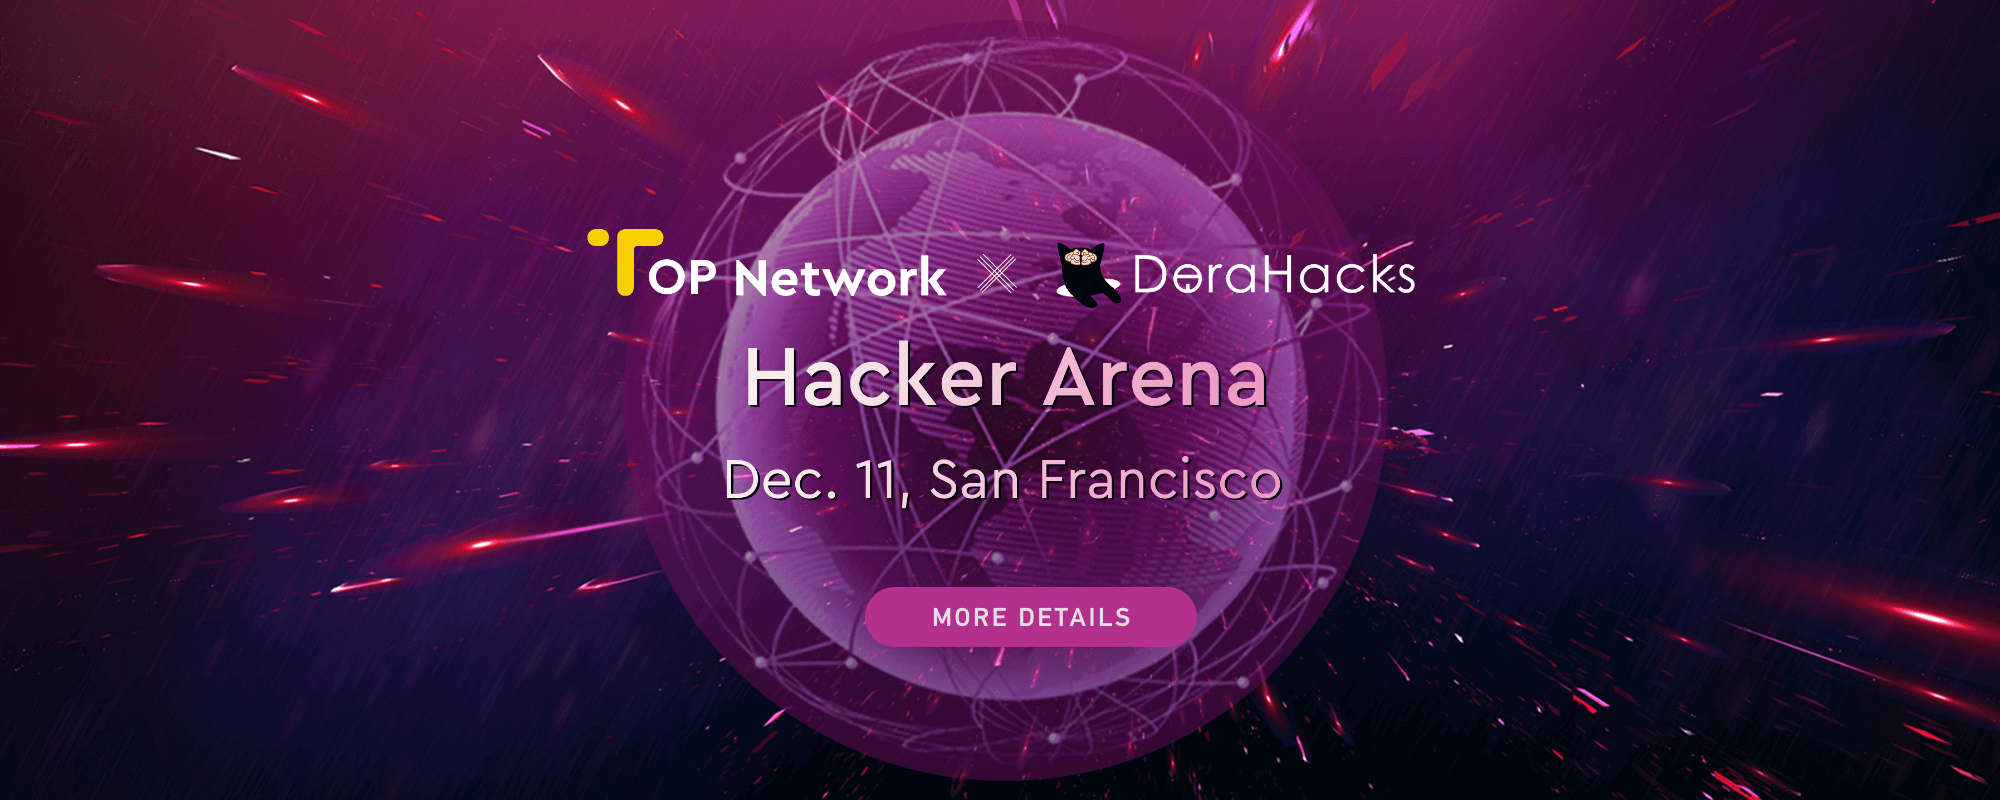 TOP Network X DoraHacks
Hacker Arena
Dec. 11, San Francisco
MORE DETAILS